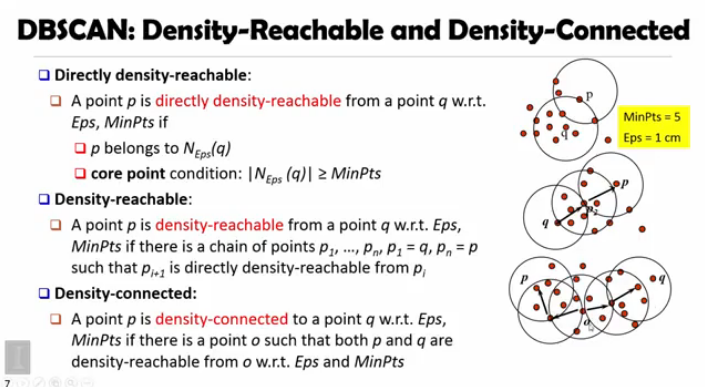 DBSCAN: Density-Reachable and Density-Connected
Directly density-reachable:
A point p is directly density-reachable from a point q w.r.t.
Eps, MinPts if
p belongs to N_Eps(q)
core point condition: |N_Eps (q)| ≥ MinPts
Density-reachable:
A point p is density-reachable from a point q w.r.t. Eps,
MinPts if there is a chain of points p_1, ..., p_n, p_1 = q, p_n = p
such that p_i+1 is directly density-reachable from p_i
Density-connected:
A point p is density-connected to a point q w.r.t. Eps,
MinPts if there is a point o such that both p and q are
density-reachable from o w.r.t. Eps and MinPts
p
q
MinPts = 5
Eps = 1 cm
p
p_2
q
p
q
o
7